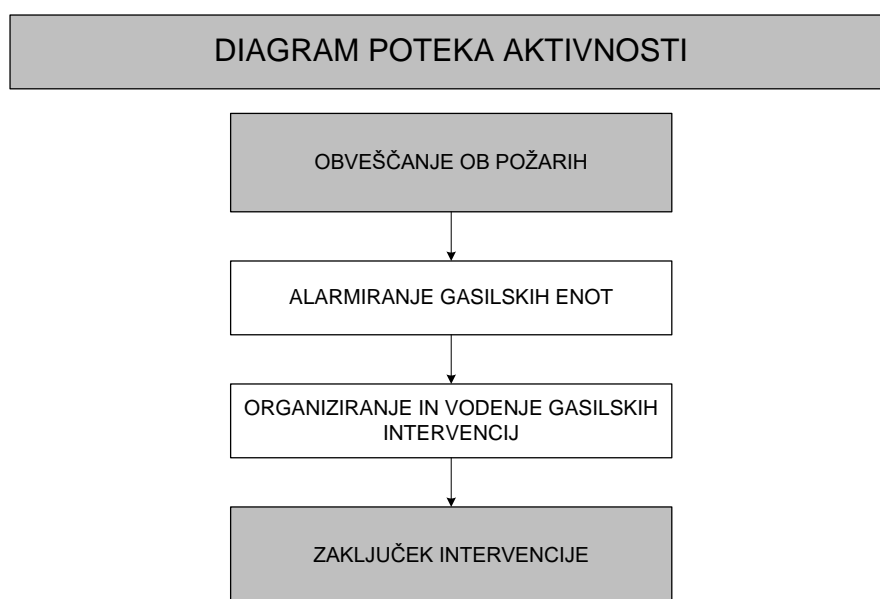 DIAGRAM POTEKA AKTIVNOSTI
OBVEŠČANJE OB POŽARIH
ALARMIRANJE GASILSKIH ENOT
ORGANIZIRANJE IN VODENJE GASILSKIH
INTERVENCIJ
ZAKLJUČEK INTERVENCIJE